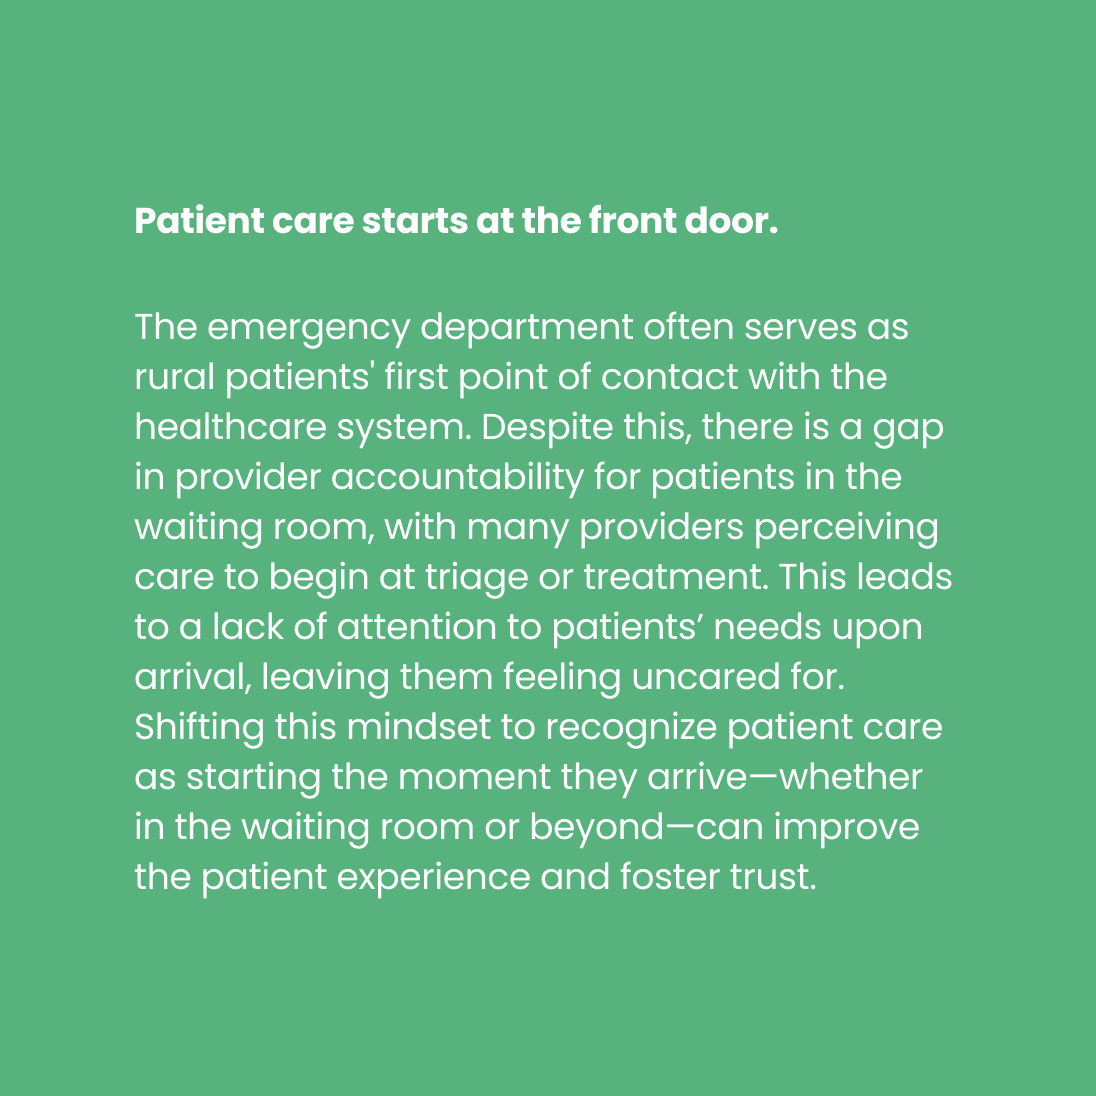 Patient care starts at the front door.
The emergency department often serves as
rural patients' first point of contact with the
healthcare system. Despite this, there is a gap
in provider accountability for patients in the
waiting room, with many providers perceiving
care to begin at triage or treatment. This leads
to a lack of attention to patients’ needs upon
arrival, leaving them feeling uncared for.
Shifting this mindset to recognize patient care
as starting the moment they arrive—whether
in the waiting room or beyond—can improve
the patient experience and foster trust.